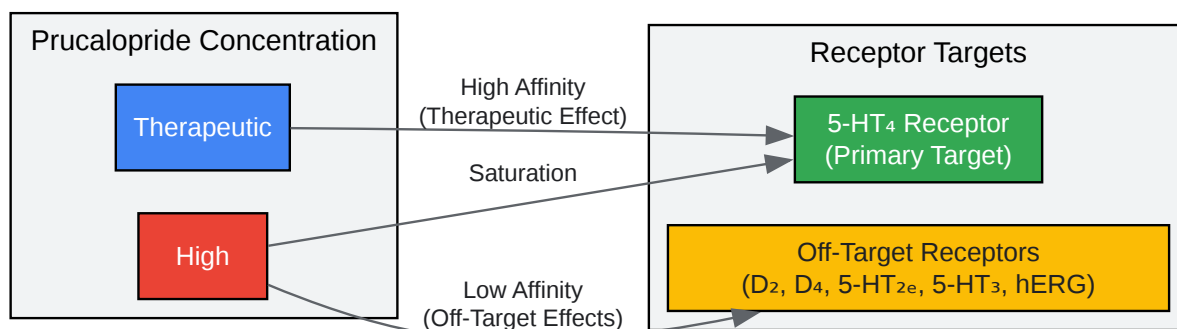 Prucalopride Concentration
Therapeutic
High
High Affinity
(Therapeutic Effect)
Saturation
Low Affinity
(Off-Target Effects)
Receptor Targets
5-HT₄ Receptor
(Primary Target)
Off-Target Receptors
(D₂, D₄, 5-HT₂ₑ, 5-HT₃, hERG)